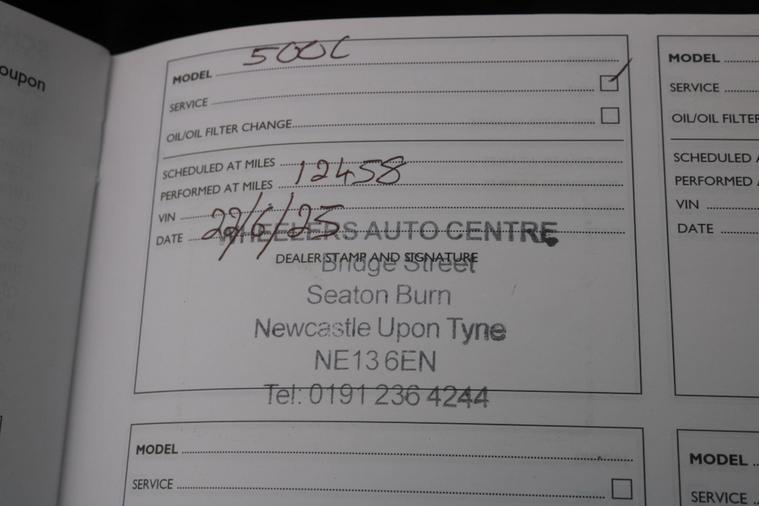 oupon
MODEL 500C
SERVICE
OIL/OIL FILTER CHANGE
SCHEDULED AT MILES
PERFORMED AT MILES 12458
VIN
DATE 22/6/25
WHEELERS AUTO CENTRE
DEALER STAMP AND SIGNATURE
Bridge Street
Seaton Burn
Newcastle Upon Tyne
NE13 6EN
Tel: 0191 236 4244
MODEL
SERVICE
MODEL
SERVICE
OIL/OIL FILTER
SCHEDULED
PERFORMED
VIN
DATE
MODEL
SERVICE